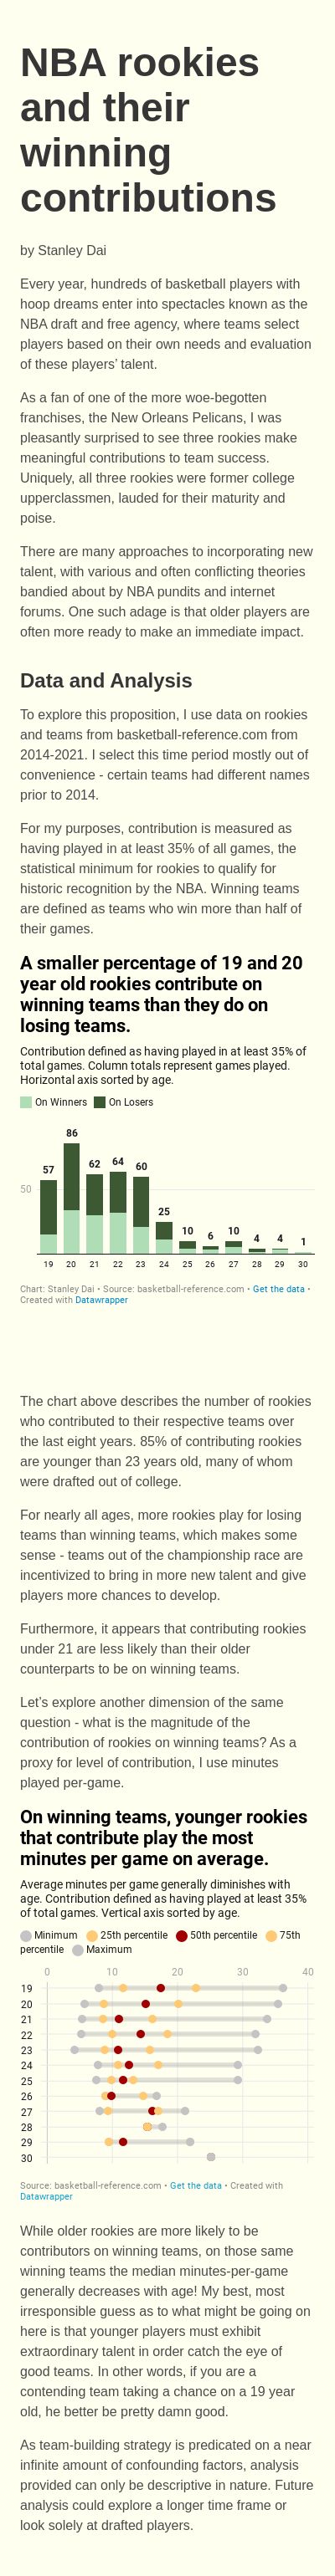 NBA rookies
and their
winning
contributions
by Stanley Dai
Every year, hundreds of basketball players with
hoop dreams enter into spectacles known as the
NBA draft and free agency, where teams select
players based on their own needs and evaluation
of these players’ talent.
As a fan of one of the more woe-begotten
franchises, the New Orleans Pelicans, I was
pleasantly surprised to see three rookies make
meaningful contributions to team success.
Uniquely, all three rookies were former college
upperclassmen, lauded for their maturity and
poise.
There are many approaches to incorporating new
talent, with various and often conflicting theories
bandied about by NBA pundits and internet
forums. One such adage is that older players are
often more ready to make an immediate impact.
Data and Analysis
To explore this proposition, I use data on rookies
and teams from basketball-reference.com from
2014-2021. I select this time period mostly out of
convenience - certain teams had different names
prior to 2014.
For my purposes, contribution is measured as
having played in at least 35% of all games, the
statistical minimum for rookies to qualify for
historic recognition by the NBA. Winning teams
are defined as teams who win more than half of
their games.
A smaller percentage of 19 and 20
year old rookies contribute on
winning teams than they do on
losing teams.
Contribution defined as having played in at least 35% of
total games. Column totals represent games played.
Horizontal axis sorted by age.
On Winners On Losers
57 86 62 64 60 25 10 6 10 4 4 1
50
19 20 21 22 23 24 25 26 27 28 29 30
Chart: Stanley Dai • Source: basketball-reference.com • Get the data •
Created with Datawrapper
The chart above describes the number of rookies
who contributed to their respective teams over
the last eight years. 85% of contributing rookies
are younger than 23 years old, many of whom
were drafted out of college.
For nearly all ages, more rookies play for losing
teams than winning teams, which makes some
sense - teams out of the championship race are
incentivized to bring in more new talent and give
players more chances to develop.
Furthermore, it appears that contributing rookies
under 21 are less likely than their older
counterparts to be on winning teams.
Let’s explore another dimension of the same
question - what is the magnitude of the
contribution of rookies on winning teams? As a
proxy for level of contribution, I use minutes
played per-game.
On winning teams, younger rookies
that contribute play the most
minutes per game on average.
Average minutes per game generally diminishes with
age. Contribution defined as having played at least 35%
of total games. Vertical axis sorted by age.
Minimum 25th percentile 50th percentile 75th
percentile Maximum
0 10 20 30 40
19
20
21
22
23
24
25
26
27
28
29
30
Source: basketball-reference.com • Get the data • Created with
Datawrapper
While older rookies are more likely to be
contributors on winning teams, on those same
winning teams the median minutes-per-game
generally decreases with age! My best, most
irresponsible guess as to what might be going on
here is that younger players must exhibit
extraordinary talent in order catch the eye of
good teams. In other words, if you are a
contending team taking a chance on a 19 year
old, he better be pretty damn good.
As team-building strategy is predicated on a near
infinite amount of confounding factors, analysis
provided can only be descriptive in nature. Future
analysis could explore a longer time frame or
look solely at drafted players.